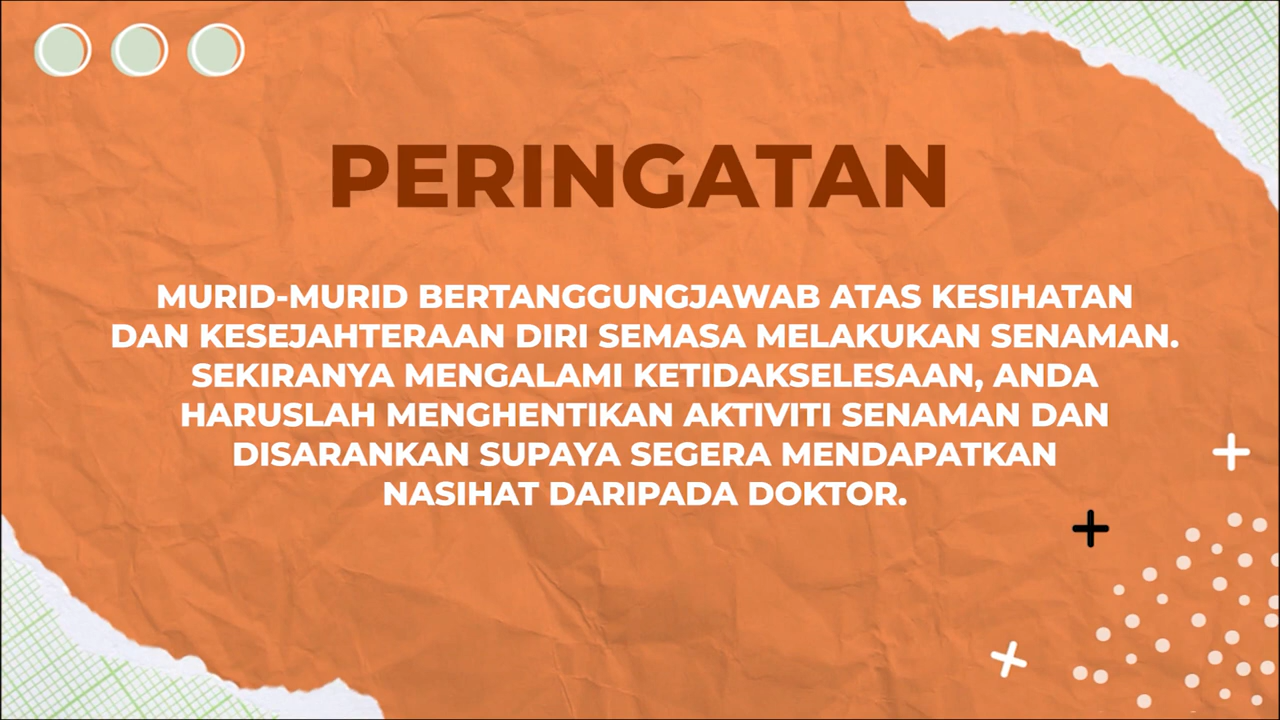 PERINGATAN
MURID-MURID BERTANGGUNGJAWAB ATAS KESIHATAN
DAN KESEJAHTERAAN DIRI SEMASA MELAKUKAN SENAMAN.
SEKIRANYA MENGALAMI KETIDAKSELESAAN, ANDA
HARUSLAH MENGHENTIKAN AKTIVITI SENAMAN DAN
DISARANKAN SUPAYA SEGERA MENDAPATKAN
NASIHAT DARIPADA DOKTOR.